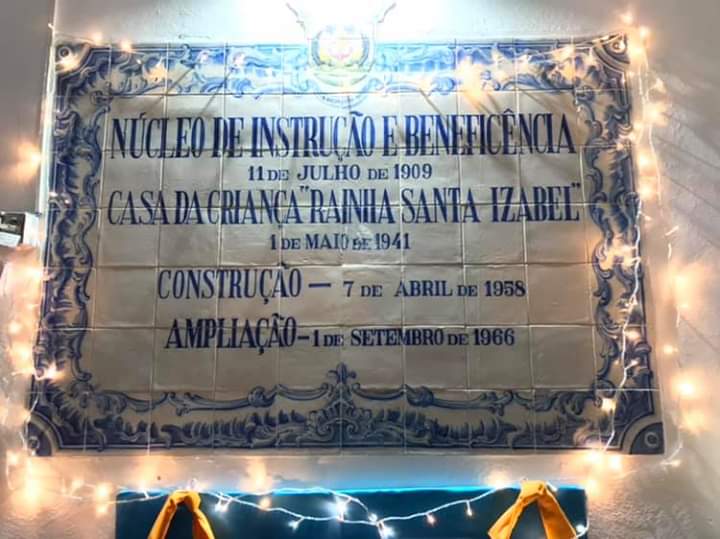 NÚCLEO DE INSTRUÇÃO E BENEFICÊNCIA
11 DE JULHO DE 1909
CASA DA CRIANÇA "RAINHA SANTA IZABEL"
1 DE MAIO DE 1941
CONSTRUÇÃO — 7 DE ABRIL DE 1958
AMPLIAÇÃO - 1 DE SETEMBRO DE 1966